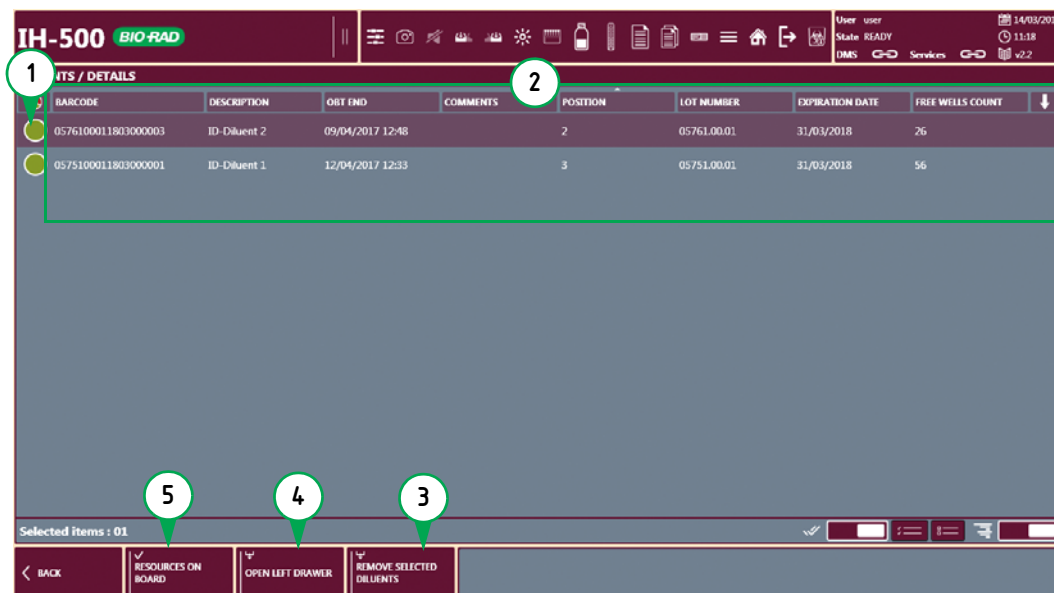 IH-500 BIO-RAD
User user
14/03/201
State READY
11:18
DMS Services v2.2
1
NTS / DETAILS
2
BARCODE DESCRIPTION OBT END COMMENTS POSITION LOT NUMBER EXPIRATION DATE FREE WELLS COUNT
0576100011803000003 ID-Diluent 2 09/04/2017 12:48 2 05761.00.01 31/03/2018 26
0575100011803000001 ID-Diluent 1 12/04/2017 12:33 3 05751.00.01 31/03/2018 56
5 4 3
Selected items : 01
BACK
RESOURCES ON
BOARD
OPEN LEFT DRAWER
REMOVE SELECTED
DILUENTS